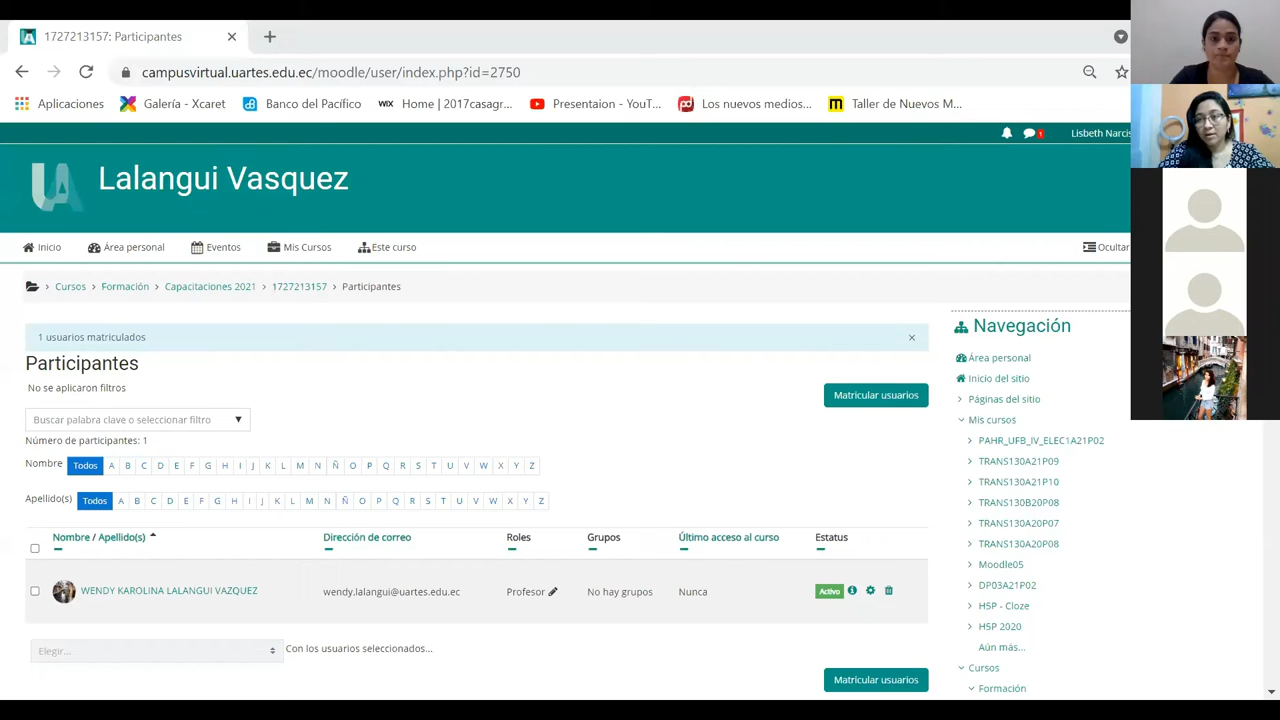 1727213157: Participantes
campusvirtual.uartes.edu.ec/moodle/user/index.php?id=2750
Aplicaciones Galería - Xcaret Banco del Pacífico WIX Home | 2017casagr... Presentaion - YouT... Los nuevos medios... Taller de Nuevos M...
1 Lisbeth Narcis
UA Lalangui Vasquez
Inicio Área personal Eventos Mis Cursos Este curso Ocultar
Cursos > Formación > Capacitaciones 2021 > 1727213157 > Participantes
1 usuarios matriculados ×
Participantes
No se aplicaron filtros
Matricular usuarios
Buscar palabra clave o seleccionar filtro ▼
Número de participantes: 1
Nombre Todos A B C D E F G H I J K L M N Ñ O P Q R S T U V W X Y Z
Apellido(s) Todos A B C D E F G H I J K L M N Ñ O P Q R S T U V W X Y Z
Nombre / Apellido(s) Dirección de correo Roles Grupos Último acceso al curso Estatus
WENDY KAROLINA LALANGUI VAZQUEZ wendy.lalangui@uartes.edu.ec Profesor No hay grupos Nunca Activo
Elegir... Con los usuarios seleccionados...
Matricular usuarios
Navegación
Área personal
Inicio del sitio
Páginas del sitio
Mis cursos
PAHR_UFB_IV_ELEC1A21P02
TRANS130A21P09
TRANS130A21P10
TRANS130B20P08
TRANS130A20P07
TRANS130A20P08
Moodle05
DP03A21P02
H5P - Cloze
H5P 2020
Aún más...
Cursos
Formación